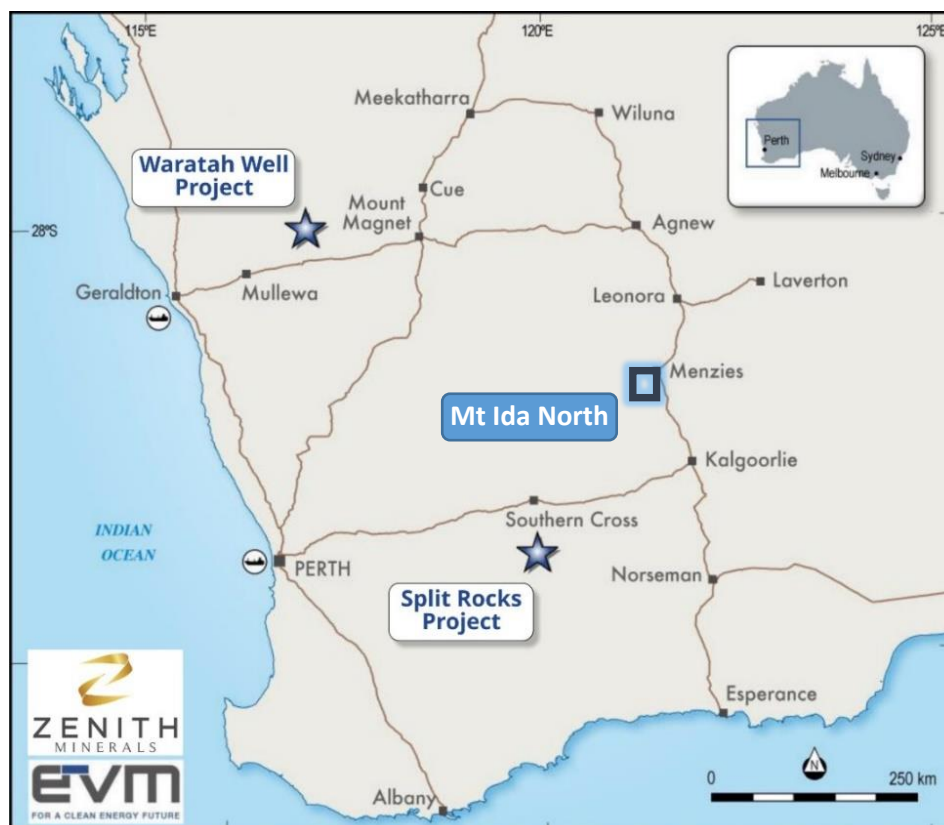 115°E
120°E
125°E
Meekatharra
Wiluna
Perth
Sydney
Melbourne
Waratah Well
Project
Cue
Mount
Magnet
28°S
Agnew
Geraldton
Mullewa
Leonora
Laverton
Menzies
Mt Ida North
Kalgoorlie
Southern Cross
INDIAN
OCEAN
PERTH
Norseman
Split Rocks
Project
ZENITH
MINERALS
EVM
FOR A CLEAN ENERGY FUTURE
Esperance
N
0 250 km
Albany